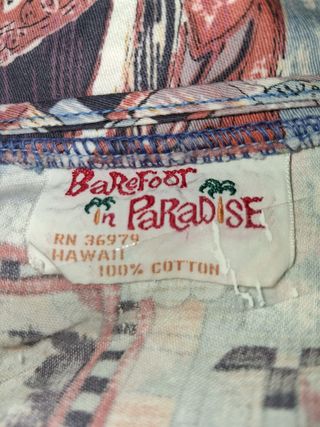 BaReFooT
in PaRaDISE
RN 36979
HAWAII
100% COTTON